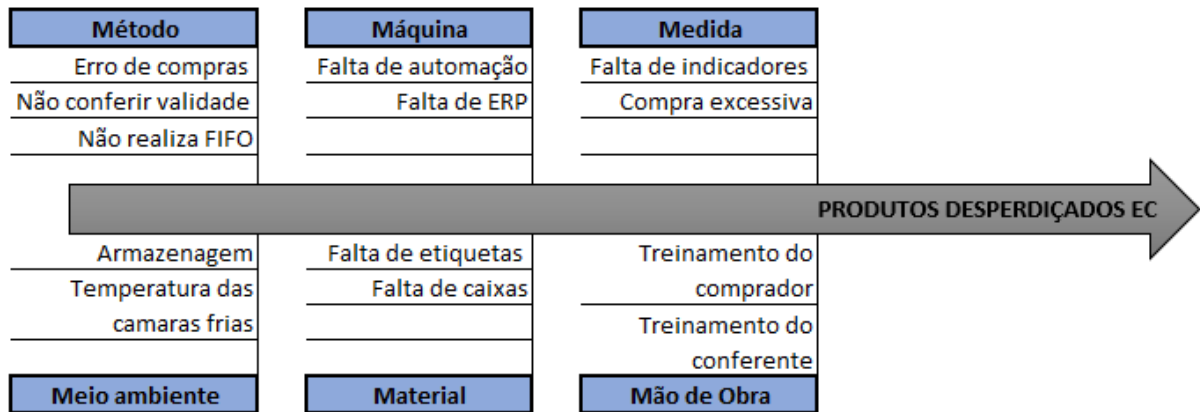 Método
Máquina
Medida
Erro de compras
Falta de automação
Falta de indicadores
Não conferir validade
Falta de ERP
Compra excessiva
Não realiza FIFO
PRODUTOS DESPERDIÇADOS EC
Armazenagem
Falta de etiquetas
Treinamento do
Temperatura das
Falta de caixas
comprador
camaras frias
Treinamento do
conferente
Meio ambiente
Material
Mão de Obra